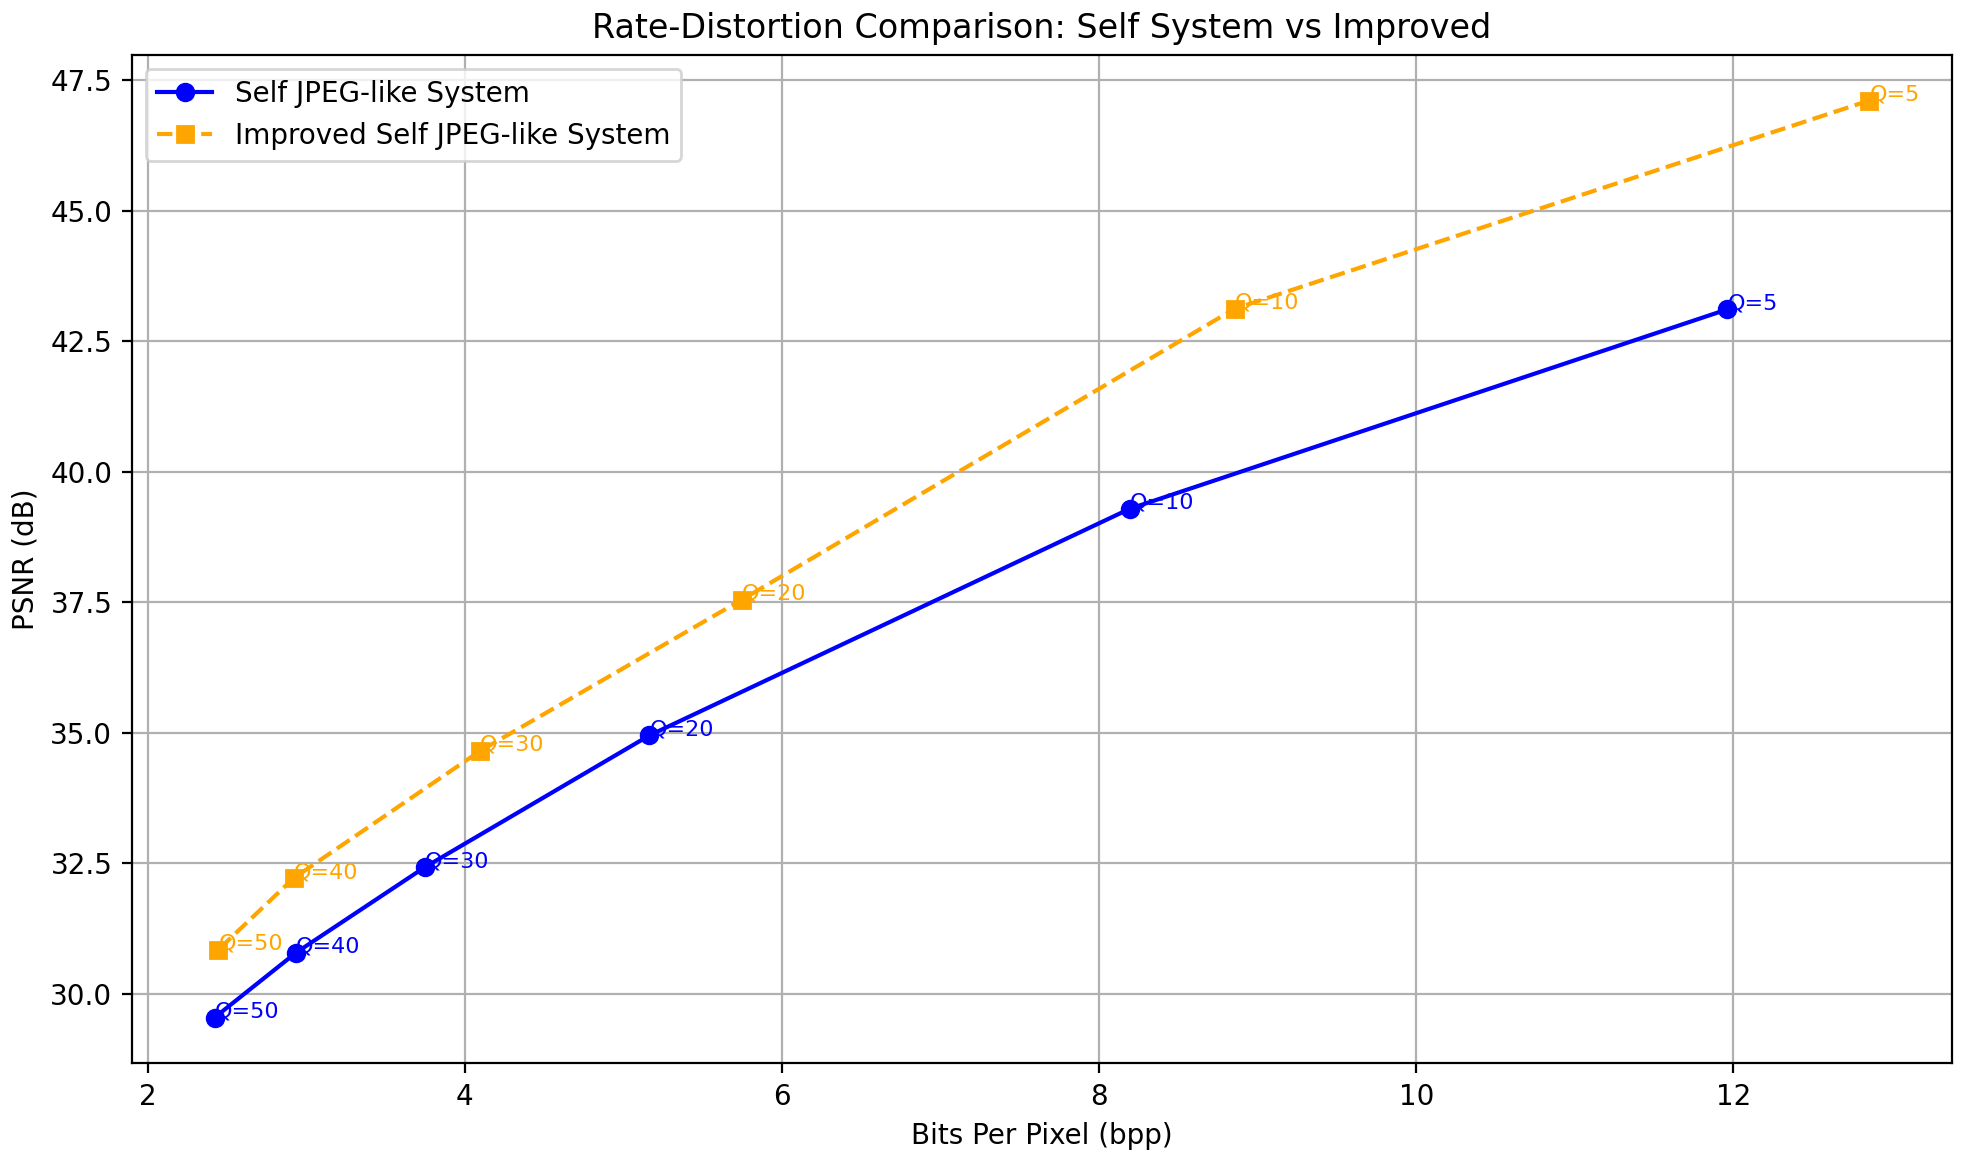 Rate-Distortion Comparison: Self System vs Improved
Self JPEG-like System
Improved Self JPEG-like System
47.5
45.0
42.5
40.0
37.5
35.0
32.5
30.0
PSNR (dB)
Q=5
Q=10
Q=5
Q=10
Q=20
Q=20
Q=30
Q=30
Q=40
Q=50
Q=40
Q=50
2
4
6
8
10
12
Bits Per Pixel (bpp)